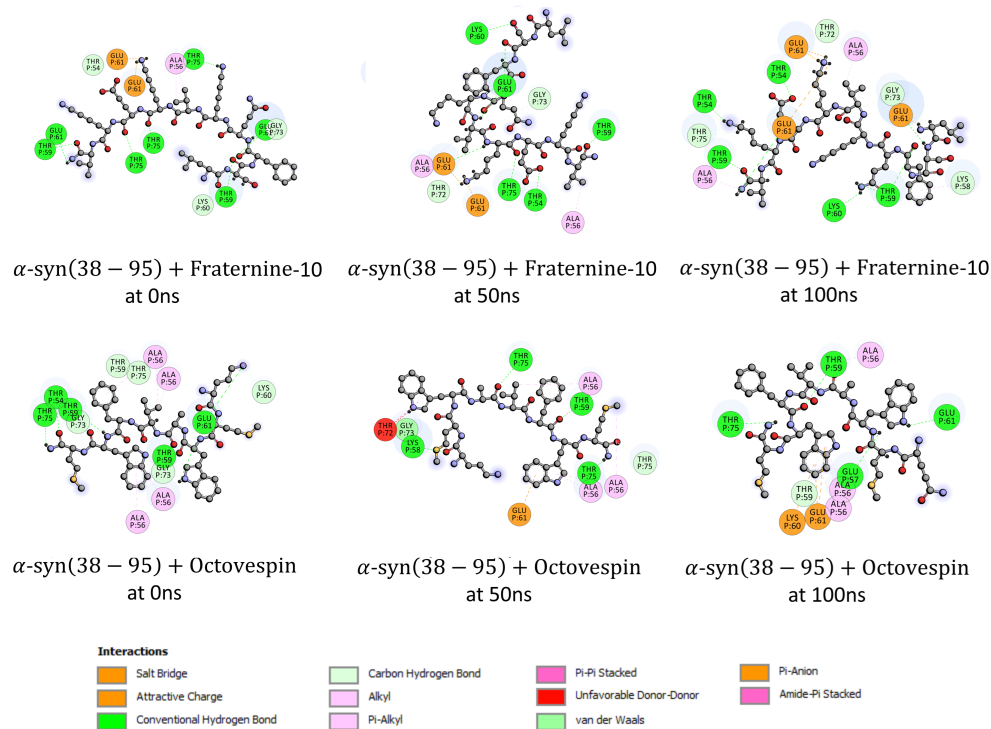 LYS
P:60
THR
P:72
GLU
P:61
ALA
P:56
GLU
P:61
ALA
P:56
THR
P:75
THR
P:54
THR
P:54
GLU
P:61
GLU
P:61
GLY
P:73
GLY
P:73
GLU
P:61
THR
P:54
GLU
P:61
GLU
P:61
GLY
P:73
THR
P:59
THR
P:75
GLU
P:61
THR
P:59
THR
P:75
THR
P:75
ALA
P:56
GLU
P:61
THR
P:59
ALA
P:56
LYS
P:58
LYS
P:60
THR
P:59
THR
P:72
GLU
P:61
THR
P:75
THR
P:54
ALA
P:56
LYS
P:60
THR
P:59
α-syn(38 − 95) + Fraternine-10
at 0ns
α-syn(38 − 95) + Fraternine-10
at 50ns
α-syn(38 − 95) + Fraternine-10
at 100ns
THR
P:59
THR
P:75
ALA
P:56
ALA
P:56
LYS
P:60
THR
P:54
THR
P:75
THR
P:59
GLY
P:73
GLU
P:61
THR
P:59
GLY
P:73
ALA
P:56
ALA
P:56
THR
P:75
ALA
P:56
THR
P:59
THR
P:72
GLY
P:73
LYS
P:58
THR
P:75
THR
P:75
ALA
P:56
ALA
P:56
GLU
P:61
THR
P:59
ALA
P:56
THR
P:75
GLU
P:61
GLU
P:57
THR
P:59
ALA
P:56
ALA
P:56
LYS
P:60
GLU
P:61
α-syn(38 − 95) + Octovespin
at 0ns
α-syn(38 − 95) + Octovespin
at 50ns
α-syn(38 − 95) + Octovespin
at 100ns
Interactions
Salt Bridge
Attractive Charge
Conventional Hydrogen Bond
Carbon Hydrogen Bond
Alkyl
Pi-Alkyl
Pi-Pi Stacked
Unfavorable Donor-Donor
van der Waals
Pi-Anion
Amide-Pi Stacked